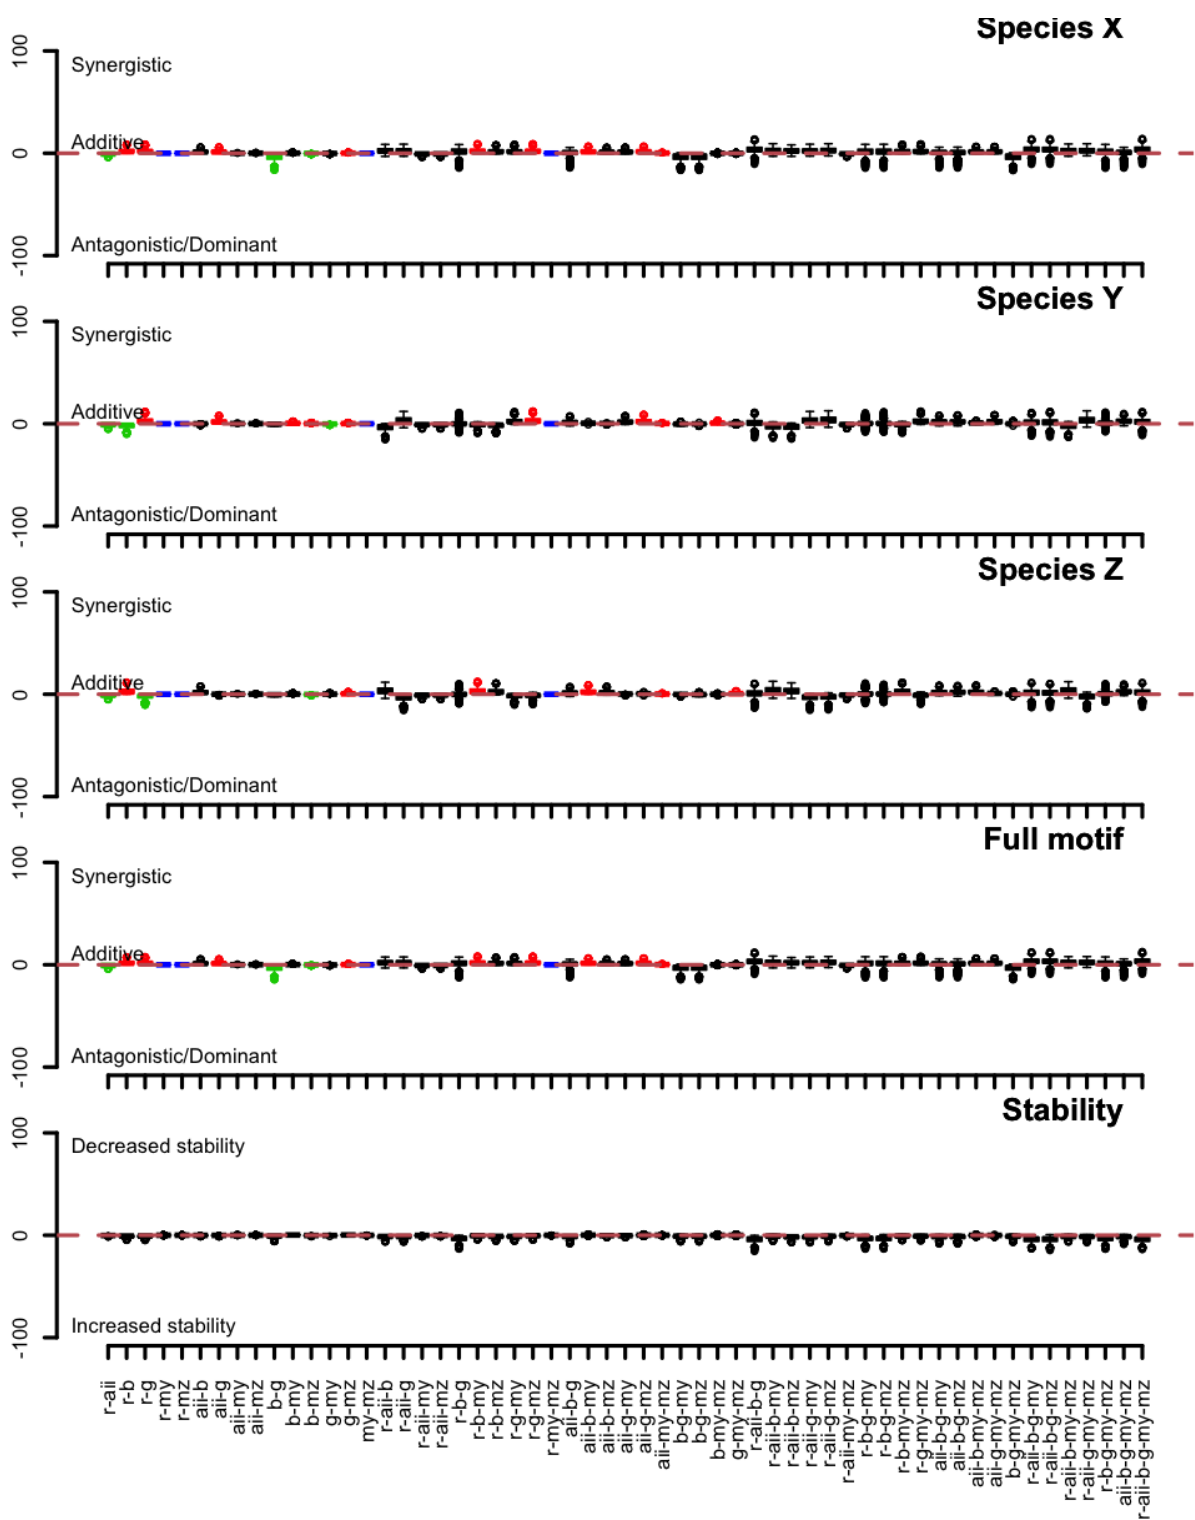 Species X
100
Synergistic
Additive
0
Antagonistic/Dominant
-100
Species Y
100
Synergistic
Additive
0
Antagonistic/Dominant
-100
Species Z
100
Synergistic
Additive
0
Antagonistic/Dominant
-100
Full motif
100
Synergistic
Additive
0
Antagonistic/Dominant
-100
Stability
100
Decreased stability
0
Increased stability
-100
r-aii
r-b
r-g
r-my
r-mz
aii-b
aii-g
aii-my
aii-mz
b-g
b-my
b-mz
g-my
g-mz
my-mz
r-aii-b
r-aii-g
r-aii-my
r-aii-mz
r-b-g
r-b-my
r-b-mz
r-g-my
r-g-mz
r-my-mz
aii-b-g
aii-b-my
aii-b-mz
aii-g-my
aii-g-mz
aii-my-mz
b-g-my
b-g-mz
b-my-mz
g-my-mz
r-aii-b-g
r-aii-b-my
r-aii-b-mz
r-aii-g-my
r-aii-g-mz
r-aii-my-mz
r-b-g-my
r-b-g-mz
r-b-my-mz
r-g-my-mz
aii-b-g-my
aii-b-g-mz
aii-b-my-mz
aii-g-my-mz
b-g-my-mz
r-aii-b-g-my
r-aii-b-g-mz
r-aii-b-my-mz
r-aii-g-my-mz
r-b-g-my-mz
aii-b-g-my-mz
r-aii-b-g-my-mz